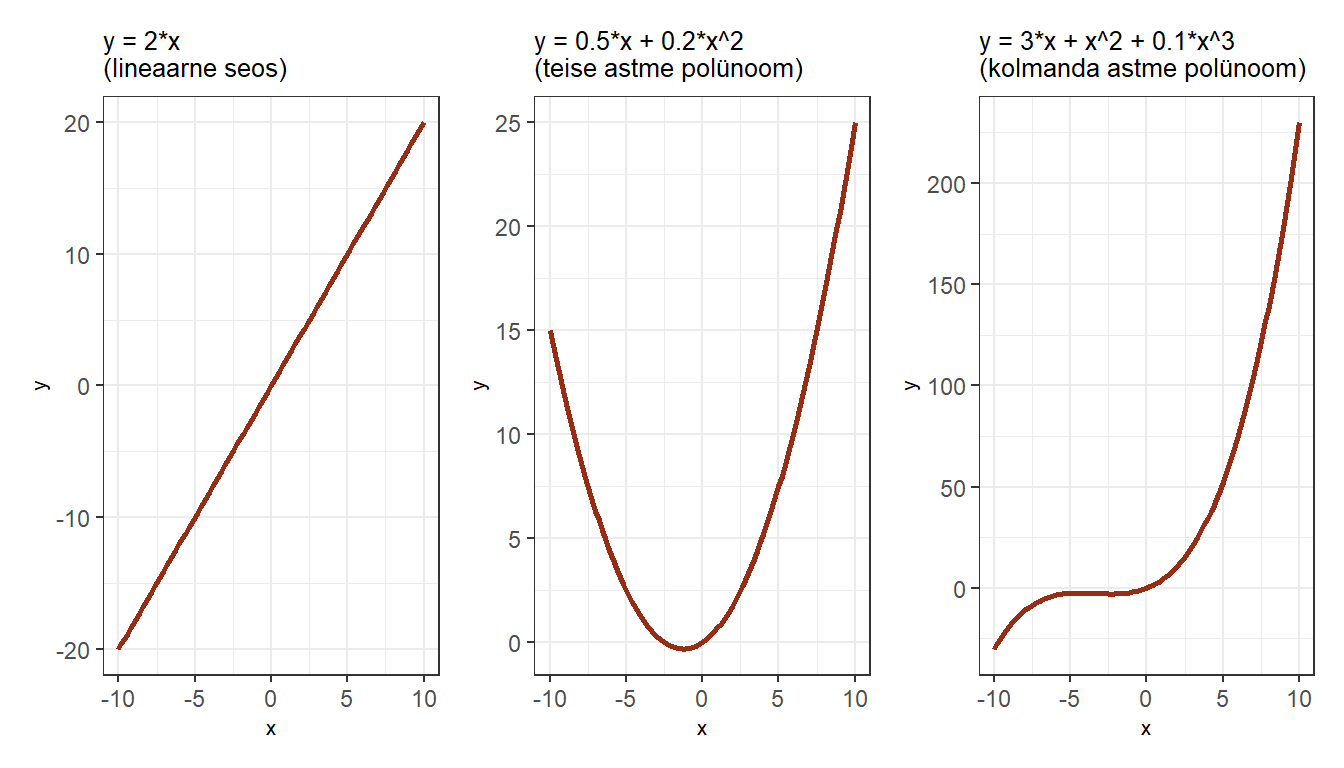 y = 2*x
(lineaarne seos)
20
10
0
-10
-20
y
-10 -5 0 5 10
x
y = 0.5*x + 0.2*x^2
(teise astme polünoom)
25
20
15
10
5
0
y
-10 -5 0 5 10
x
y = 3*x + x^2 + 0.1*x^3
(kolmanda astme polünoom)
200
150
100
50
0
y
-10 -5 0 5 10
x